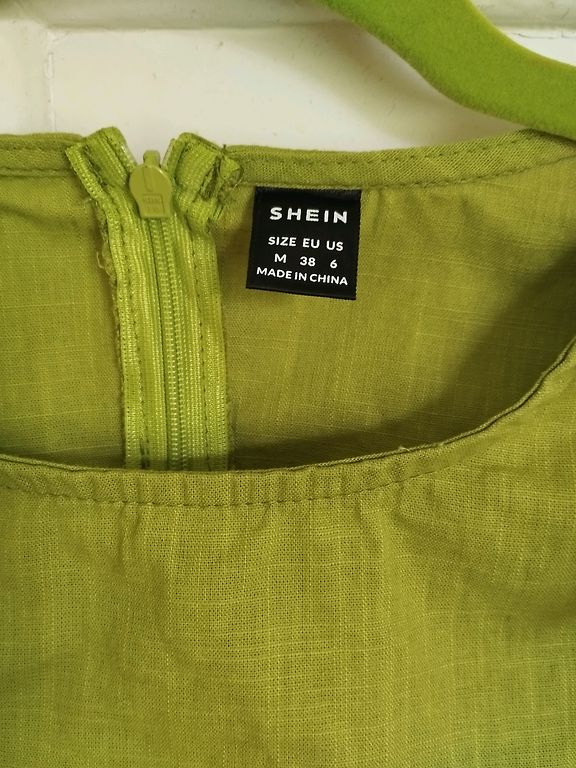 SHEIN
SIZE EU US
M 38 6
MADE IN CHINA